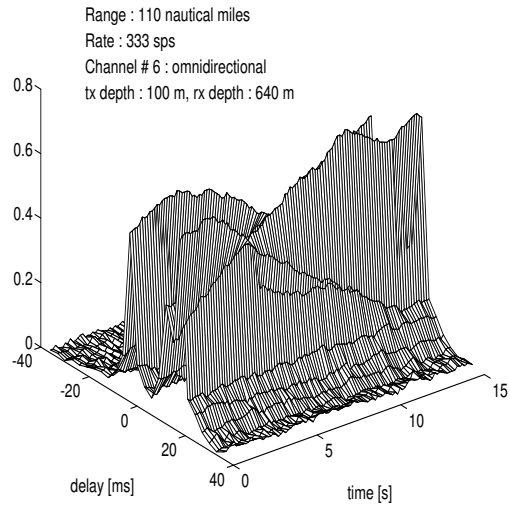 Range : 110 nautical miles
Rate : 333 sps
Channel # 6 : omnidirectional
tx depth : 100 m, rx depth : 640 m
0.8
0.6
0.4
0.2
0
-40
-20
0
20
40
0
5
10
15
delay [ms]
time [s]